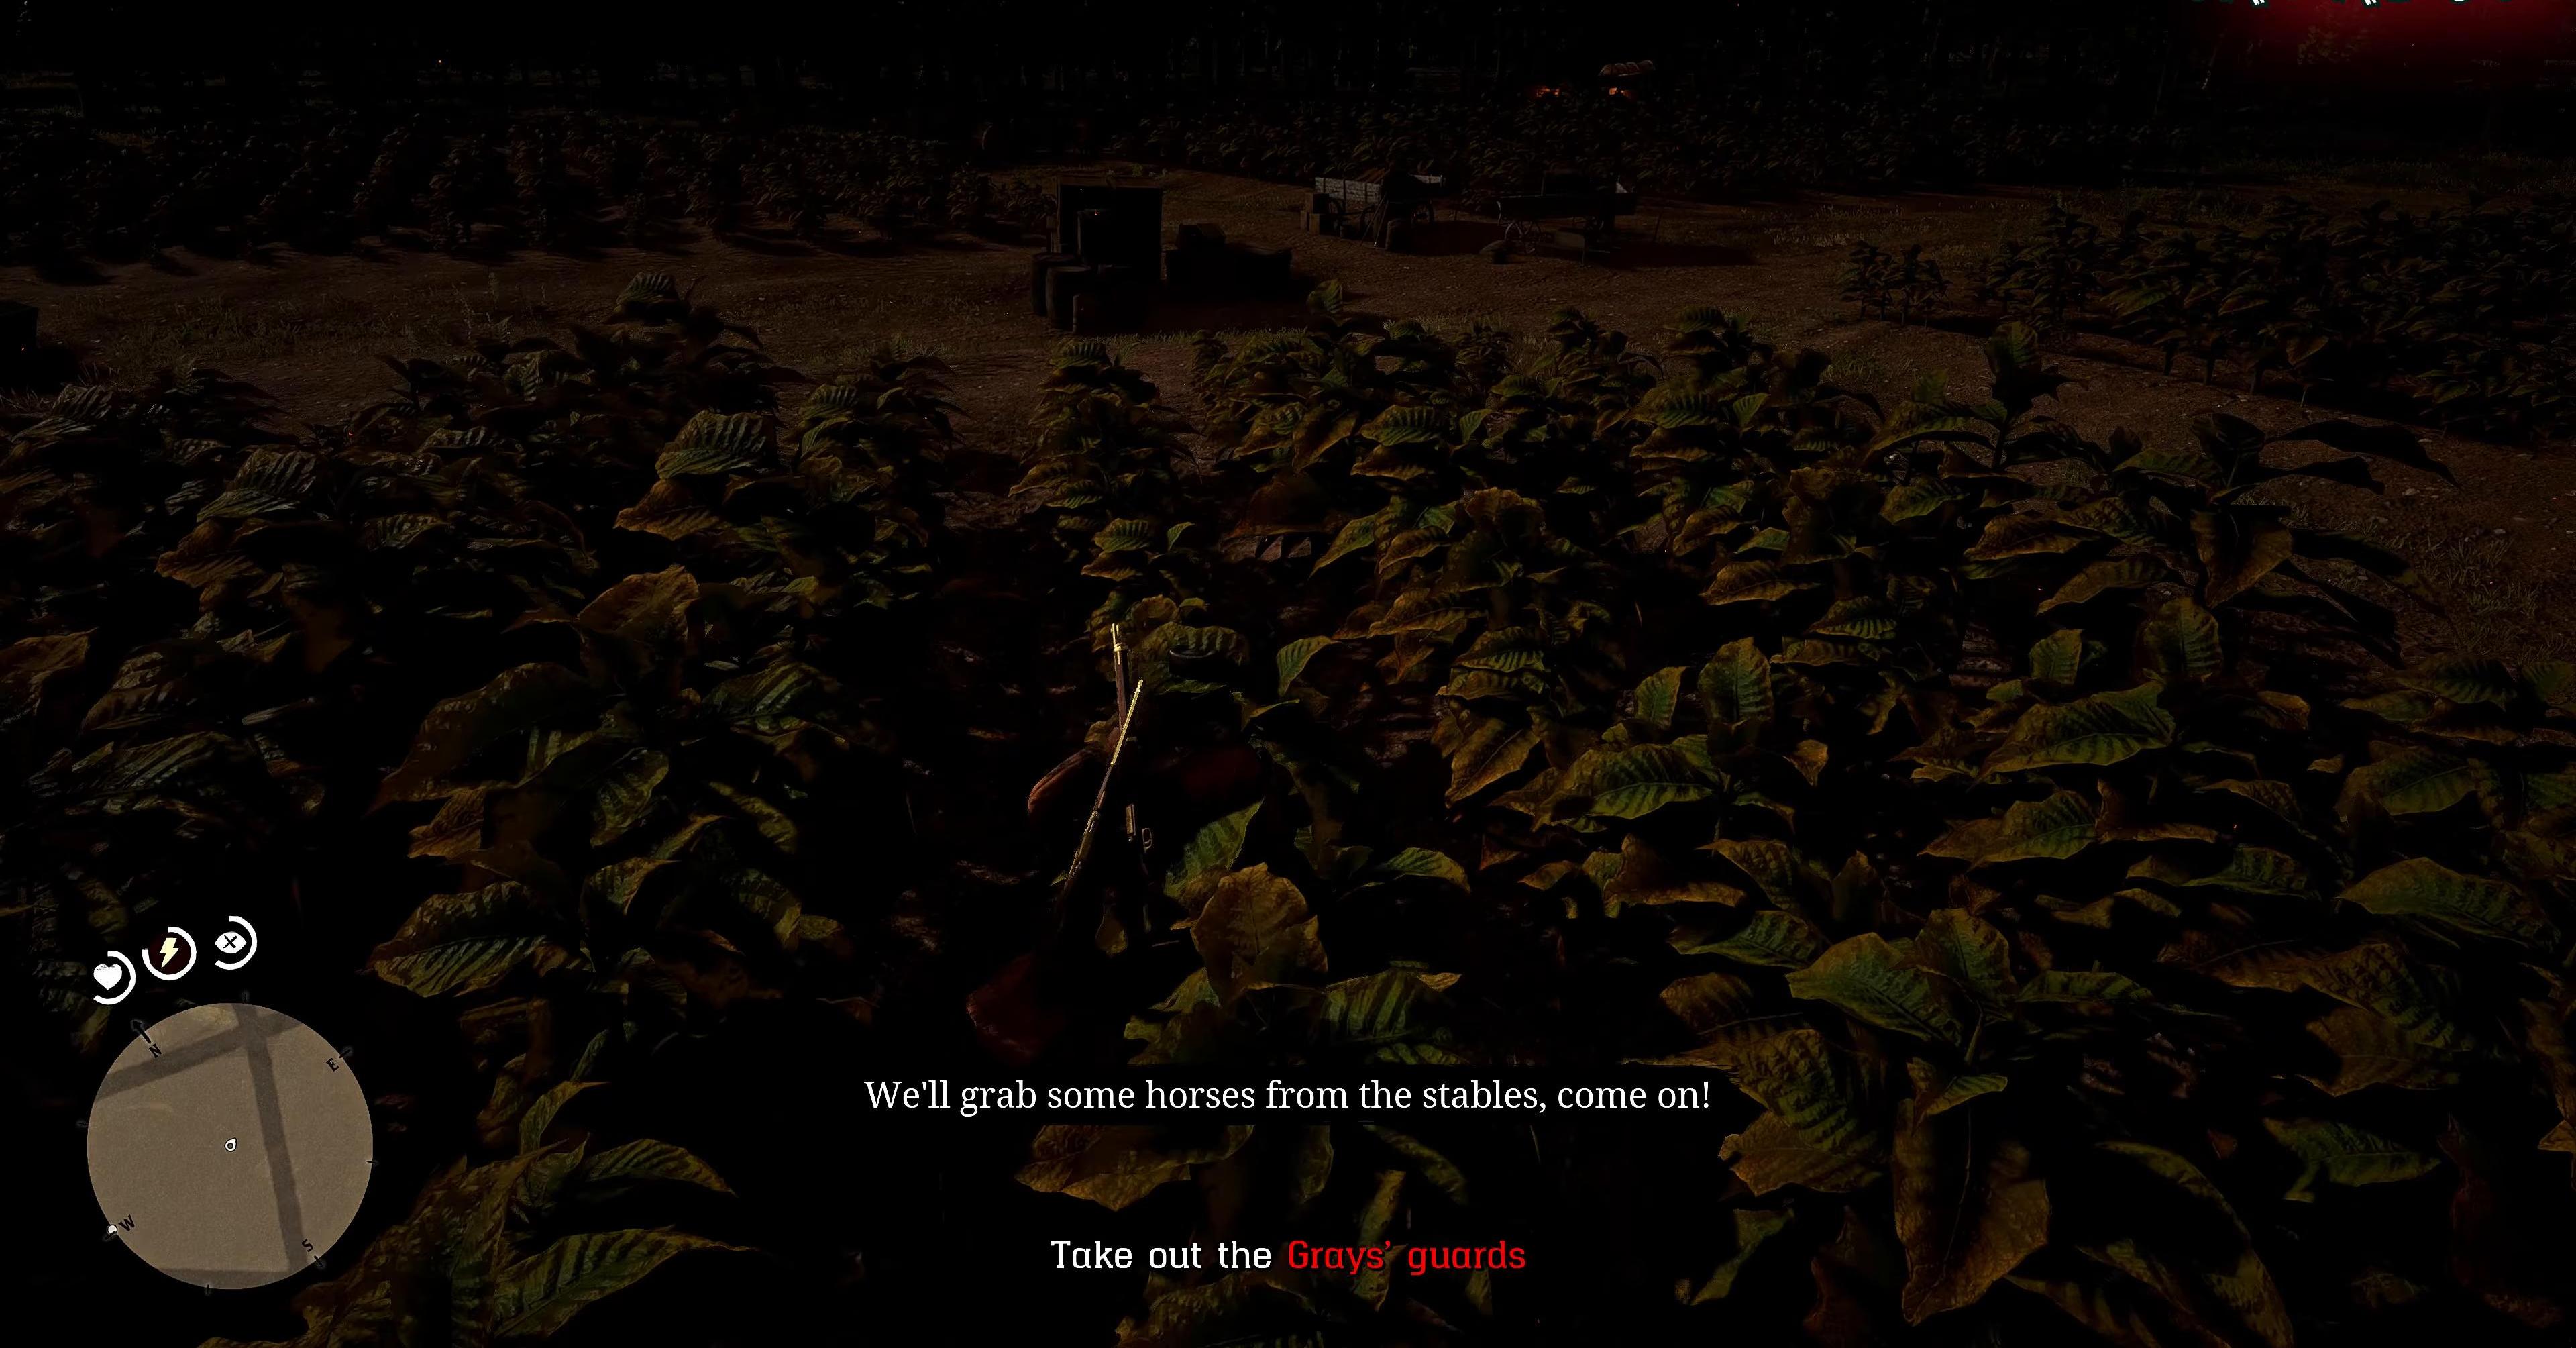 N
E
W
S
We'll grab some horses from the stables, come on!
Take out the Grays' guards